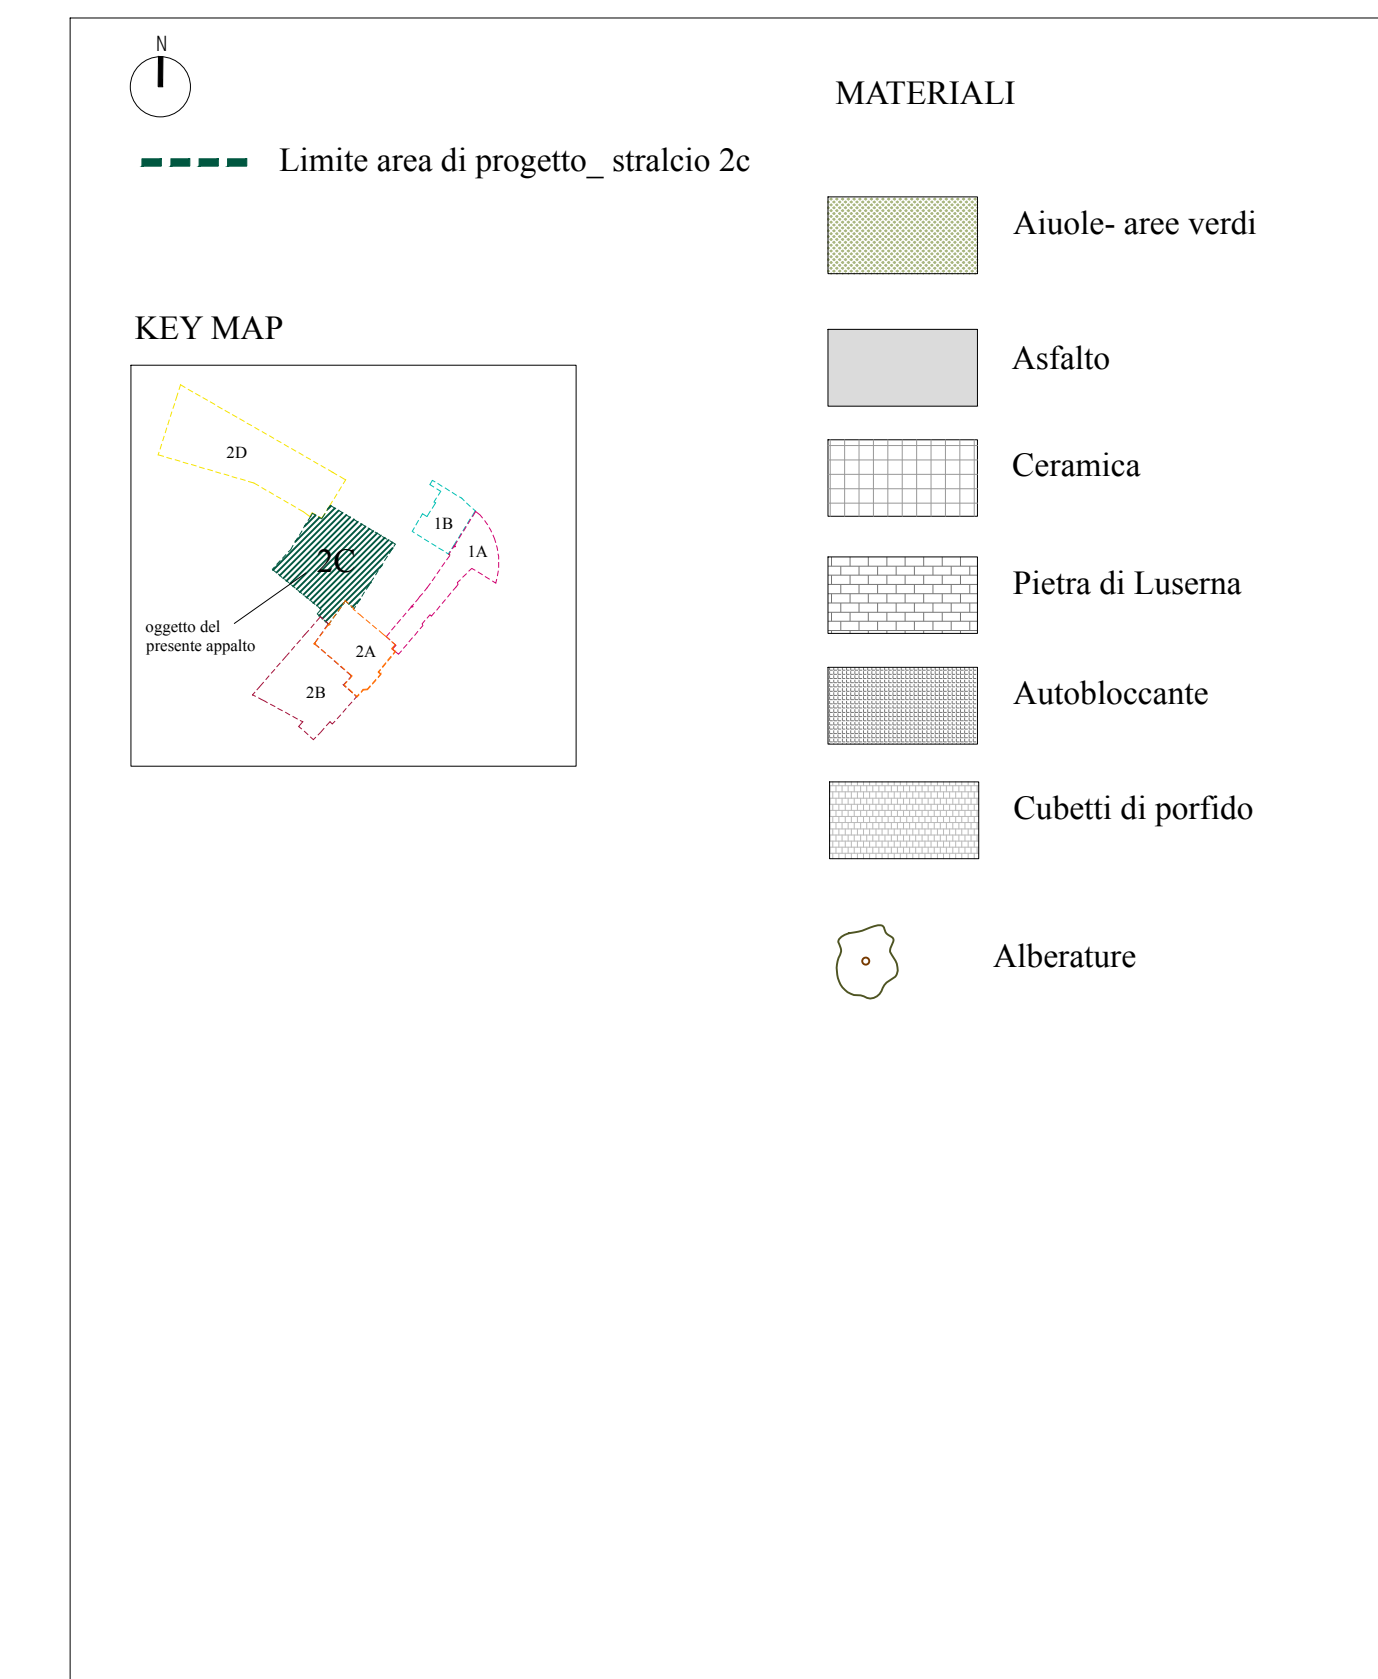 N
Limite area di progetto_ stralcio 2c
KEY MAP
2D
1B
1A
2C
oggetto del
presente appalto
2A
2B
MATERIALI
Aiuole- aree verdi
Asfalto
Ceramica
Pietra di Luserna
Autobloccante
Cubetti di porfido
Alberature